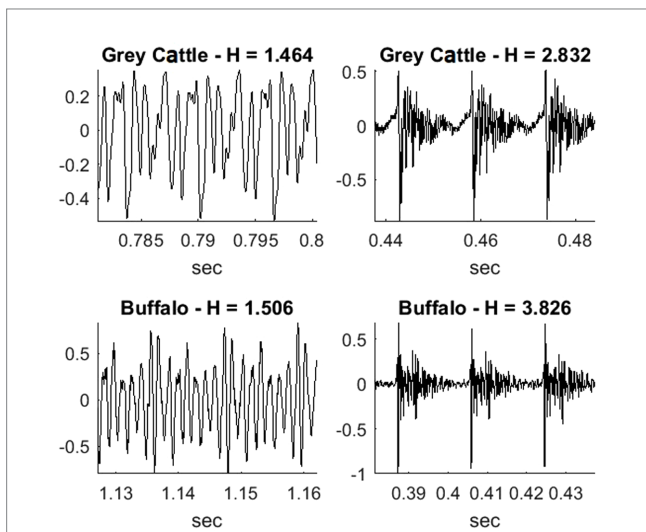 Grey Cattle - H = 1.464
0.2
0
-0.2
-0.4
0.785 0.79 0.795 0.8
sec
Grey Cattle - H = 2.832
0.5
0
-0.5
0.44 0.46 0.48
sec
Buffalo - H = 1.506
0.5
0
-0.5
1.13 1.14 1.15 1.16
sec
Buffalo - H = 3.826
0.5
0
-0.5
-1
0.39 0.4 0.41 0.42 0.43
sec